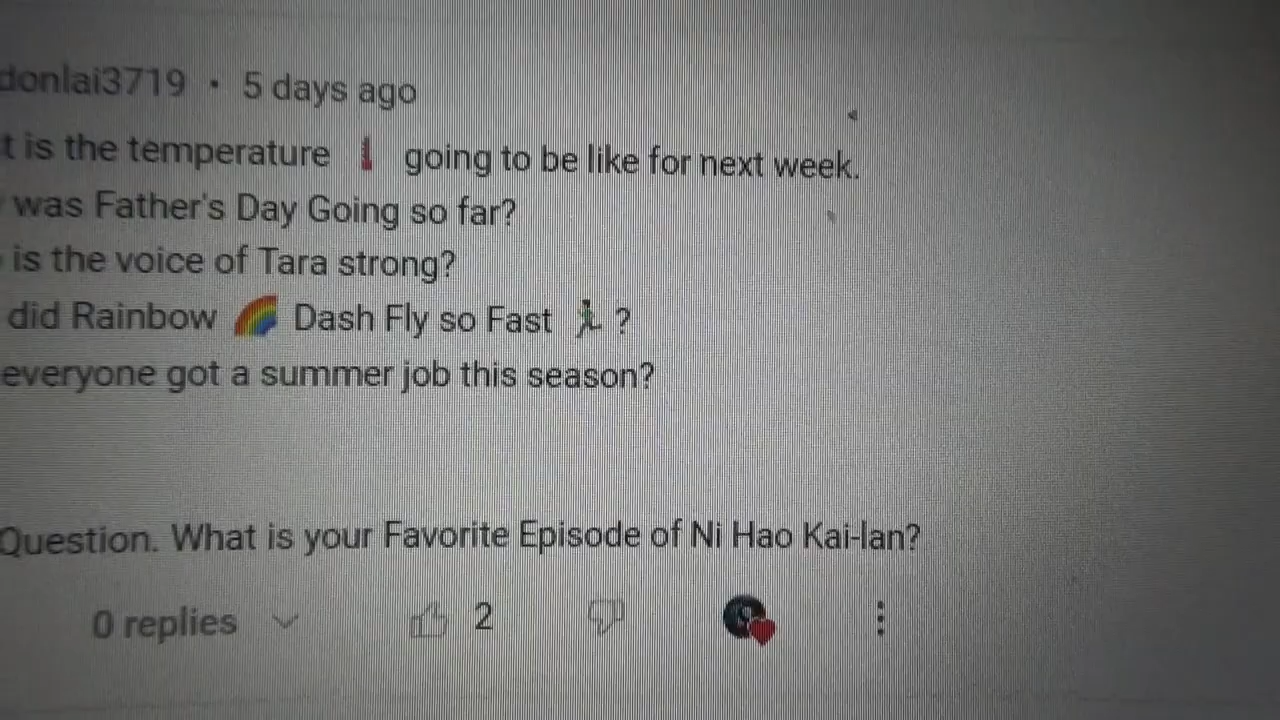 donlai3719 • 5 days ago
t is the temperature 🌡 going to be like for next week.
was Father's Day Going so far?
is the voice of Tara strong?
did Rainbow 🌈 Dash Fly so Fast 🏃 ?
everyone got a summer job this season?
Question. What is your Favorite Episode of Ni Hao Kai-lan?
0 replies 2